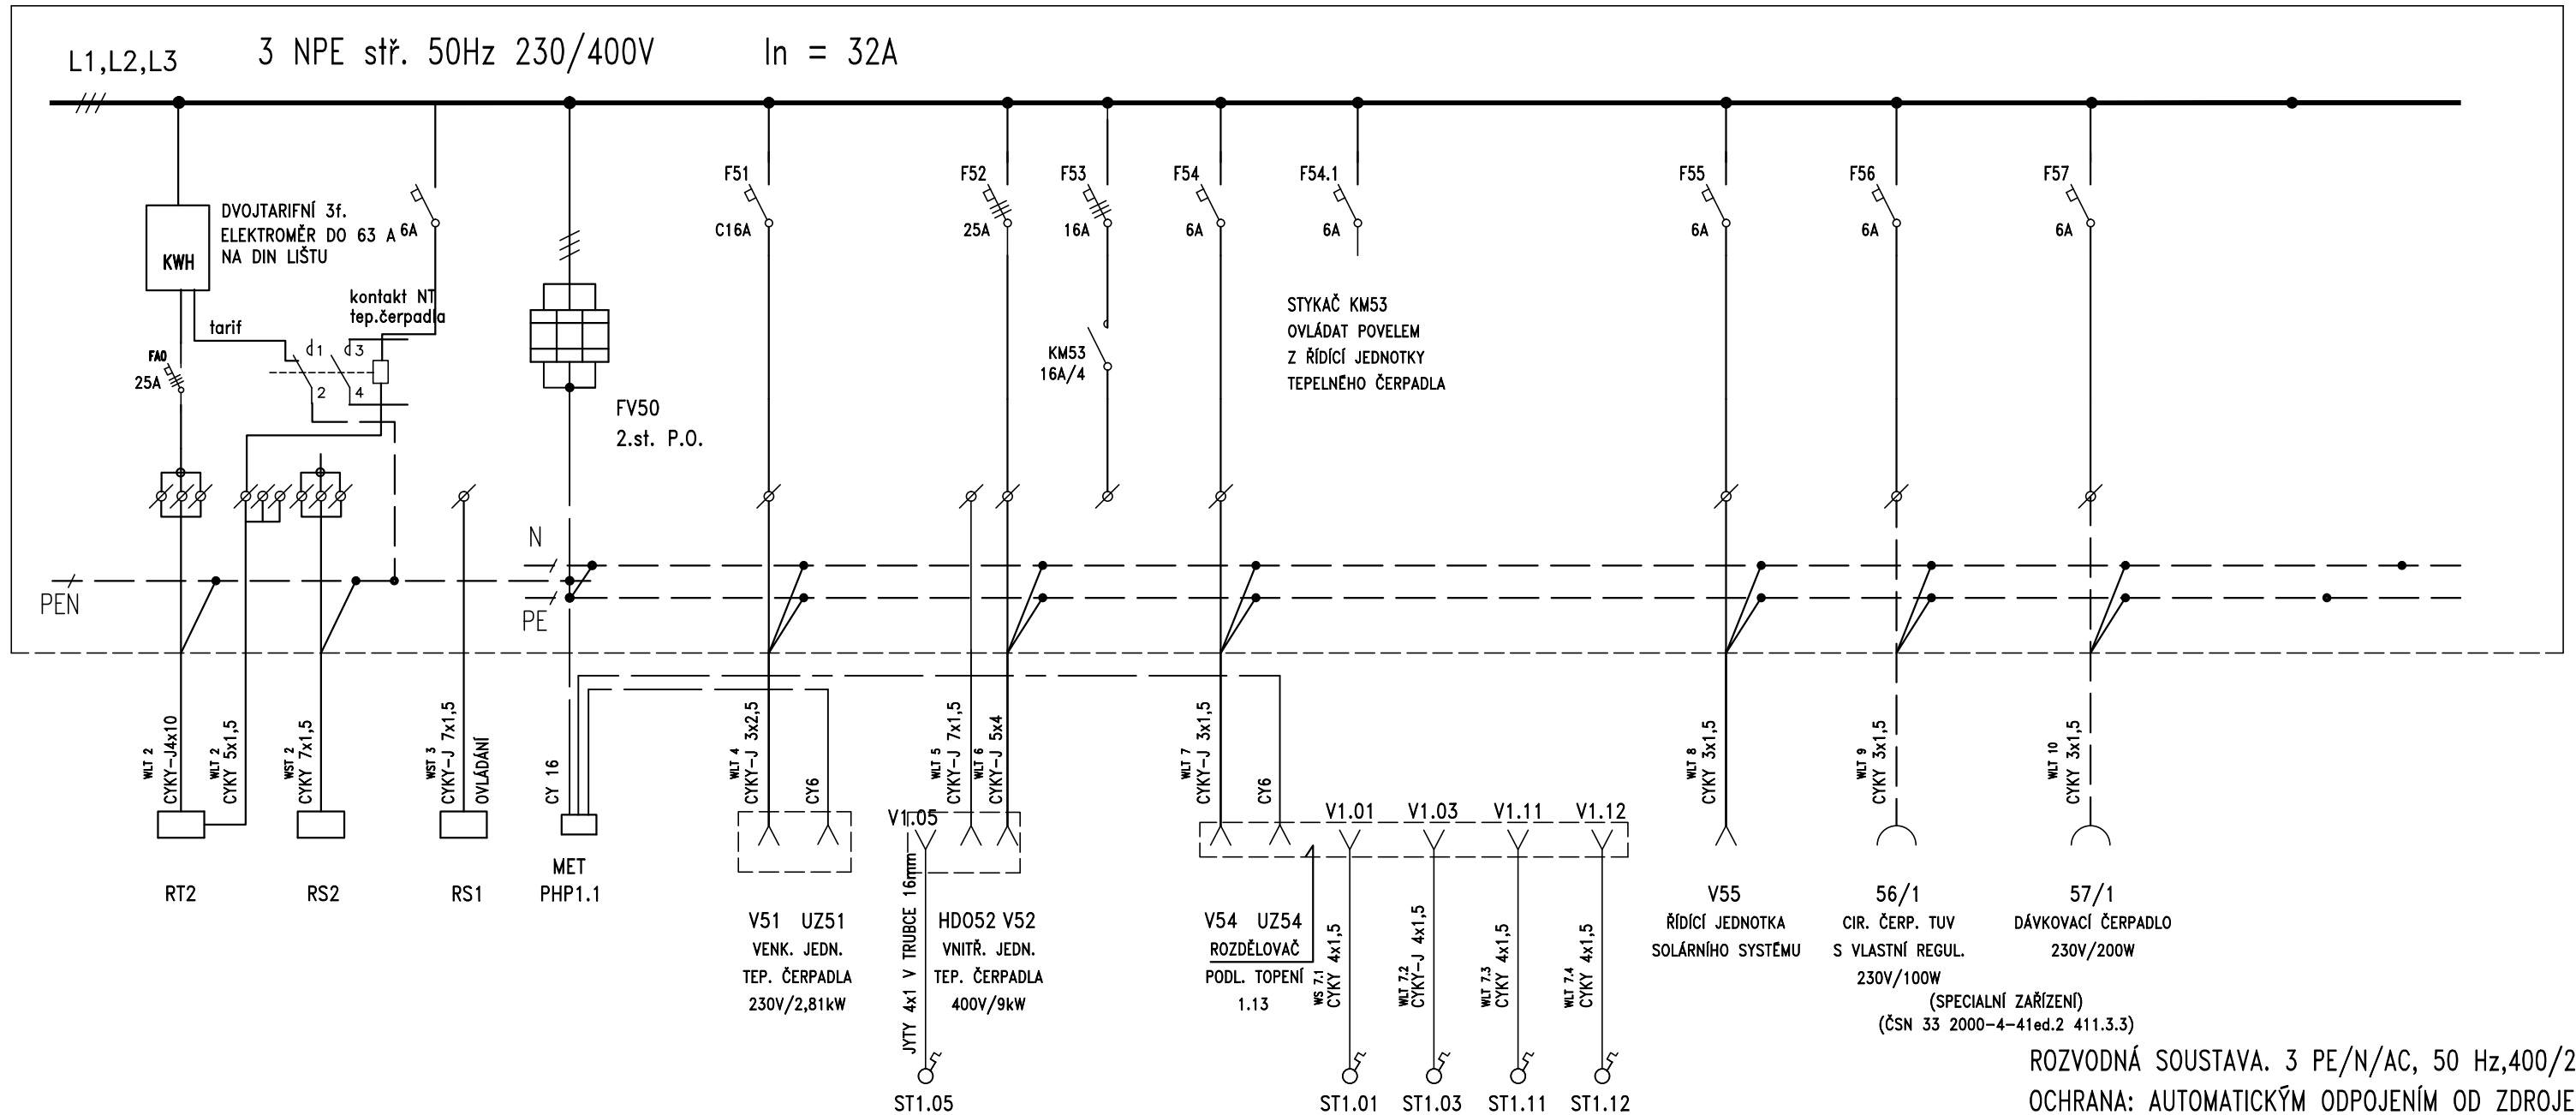 3 NPE stř. 50Hz 230/400V In = 32A
L1,L2,L3
F51
F52
F53
F54
F54.1
F55
F56
F57
DVOJTARIFNÍ 3f.
ELEKTROMĚR DO 63 A
NA DIN LIŠTU
6A
C16A
25A
16A
6A
6A
6A
6A
6A
KWH
kontakt NT
tep.čerpadla
tarif
STYKAČ KM53
OVLÁDAT POVELEM
Z ŘÍDÍCÍ JEDNOTKY
TEPELNÉHO ČERPADLA
FA0
25A
1
3
2
4
KM53
16A/4
FV50
2.st. P.O.
N
PEN
PE
WLT 2
CYKY-J4x10
WLT 2
CYKY 5x1,5
WST 2
CYKY 7x1,5
WST 3
CYKY-J 7x1,5
OVLÁDÁNÍ
CY 16
WLT 4
CYKY-J 3x2,5
CY6
WLT 5
CYKY-J 7x1,5
WLT 6
CYKY-J 5x4
WLT 7
CYKY-J 3x1,5
CY6
WLT 8
CYKY 3x1,5
WLT 9
CYKY 3x1,5
WLT 10
CYKY 3x1,5
V1.05
V1.01
V1.03
V1.11
V1.12
RT2
RS2
RS1
MET
PHP1.1
V51 UZ51
VENK. JEDN.
TEP. ČERPADLA
230V/2,81kW
JYTY 4x1 V TRUBCE 16mm
HDO52 V52
VNITŘ. JEDN.
TEP. ČERPADLA
400V/9kW
V54 UZ54
ROZDĚLOVAČ
PODL. TOPENÍ
1.13
WS 7.1
CYKY 4x1,5
WLT 7.2
CYKY-J 4x1,5
WLT 7.3
CYKY 4x1,5
WLT 7.4
CYKY 4x1,5
V55
ŘÍDÍCÍ JEDNOTKA
SOLÁRNÍHO SYSTÉMU
56/1
CIR. ČERP. TUV
S VLASTNÍ REGUL.
230V/100W
(SPECIALNÍ ZAŘÍZENÍ)
(ČSN 33 2000-4-41ed.2 411.3.3)
57/1
DÁVKOVACÍ ČERPADLO
230V/200W
ST1.05
ST1.01
ST1.03
ST1.11
ST1.12
ROZVODNÁ SOUSTAVA. 3 PE/N/AC, 50 Hz,400/2
OCHRANA: AUTOMATICKÝM ODPOJENÍM OD ZDROJE